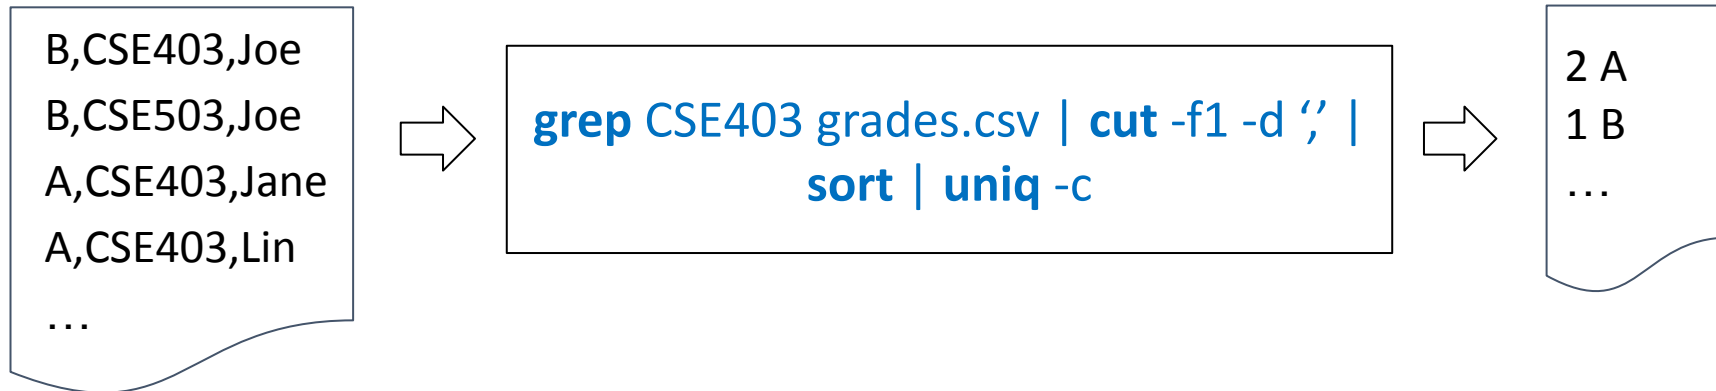 B,CSE403,Joe
B,CSE503,Joe
A,CSE403,Jane
A,CSE403,Lin
…
grep CSE403 grades.csv | cut -f1 -d ‘,’ |
sort | uniq -c
2 A
1 B
…